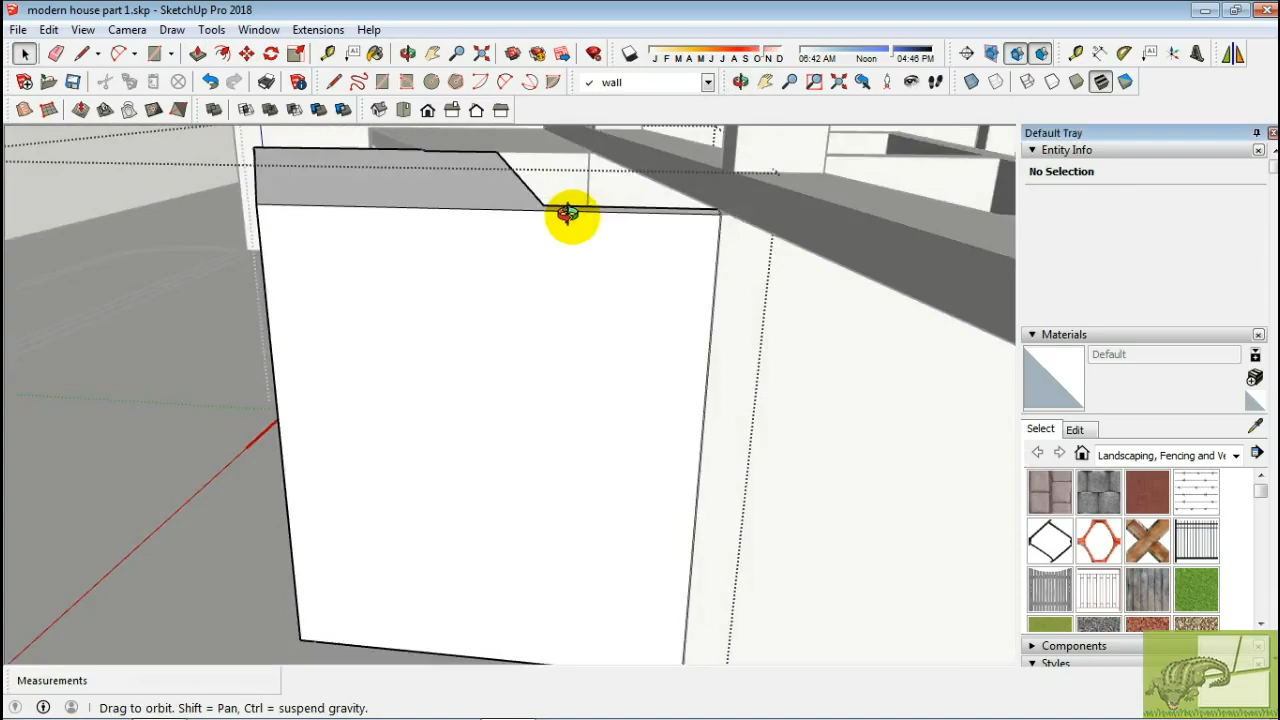 modern house part 1.skp - SketchUp Pro 2018
File Edit View Camera Draw Tools Window Extensions Help
J F M A M J J A S O N D 06:42 AM Noon 04:46 PM
wall
Default Tray
Entity Info
No Selection
Materials
Default
Select Edit
Landscaping, Fencing and Ve
Components
Styles
Measurements
Drag to orbit. Shift = Pan, Ctrl = suspend gravity.